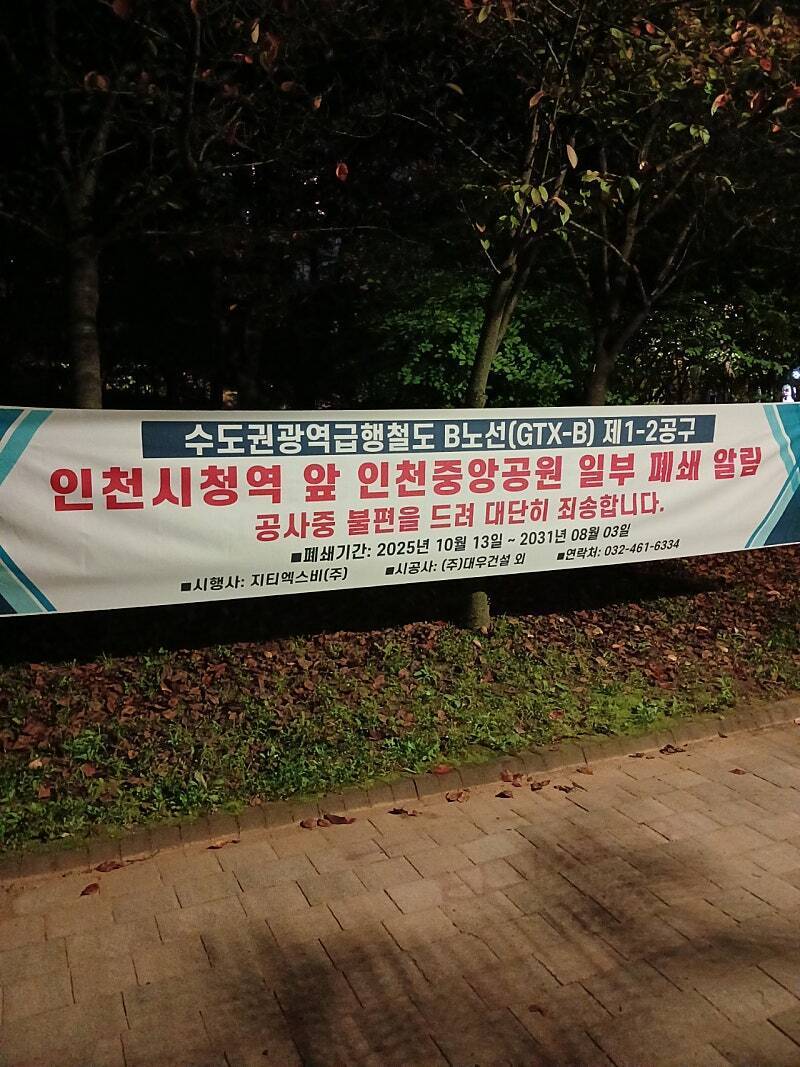 수도권광역급행철도 B노선(GTX-B) 제1-2공구
인천시청역 앞 인천중앙공원 일부 폐쇄 알림
공사중 불편을 드려 대단히 죄송합니다.
■폐쇄기간: 2025년 10월 13일 ~ 2031년 08월 03일
■시행사: 지티엑스비(주) ■시공사: (주)대우건설 외 ■연락처: 032-461-6334